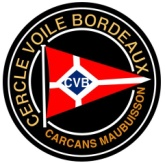 CERCLE VOILE BORDEAUX
CVB
CARCANS MAUBUISSON